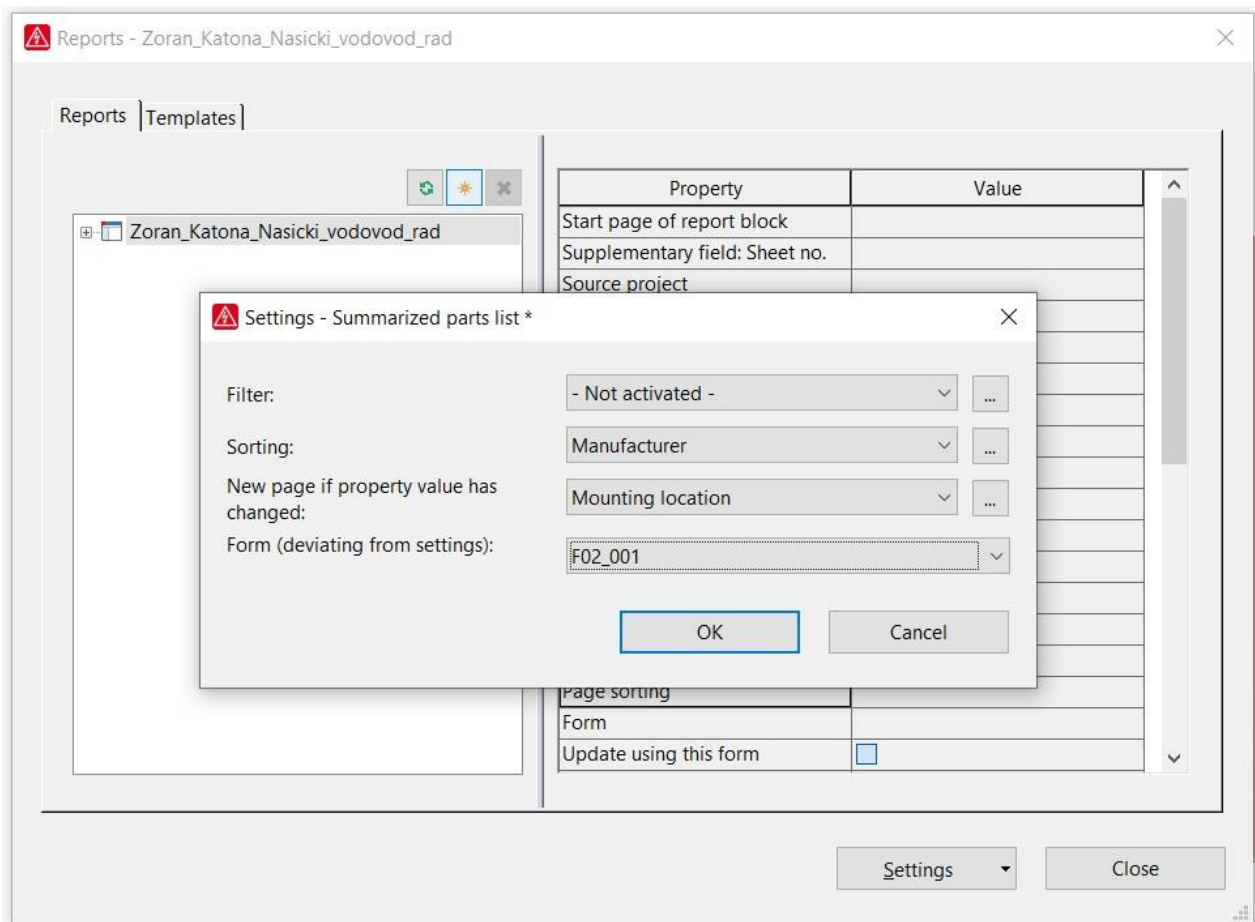 Reports - Zoran_Katona_Nasicki_vodovod_rad
Reports
Templates
Zoran_Katona_Nasicki_vodovod_rad
Property
Value
Start page of report block
Supplementary field: Sheet no.
Source project
Settings - Summarized parts list *
Filter:
- Not activated -
...
Sorting:
Manufacturer
...
New page if property value has
changed:
Mounting location
...
Form (deviating from settings):
F02_001
OK
Cancel
Page sorting
Form
Update using this form
Settings
Close